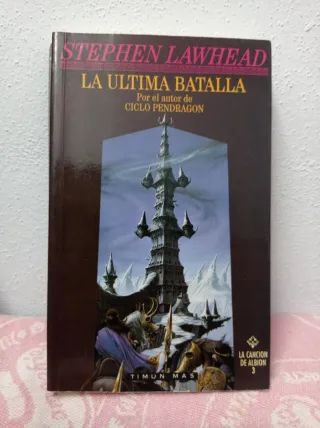 STEPHEN LAWHEAD
LA ULTIMA BATALLA
Por el autor de
CICLO PENDRAGON
LA CANCION
DE ALBION
3
TIMUN MAS